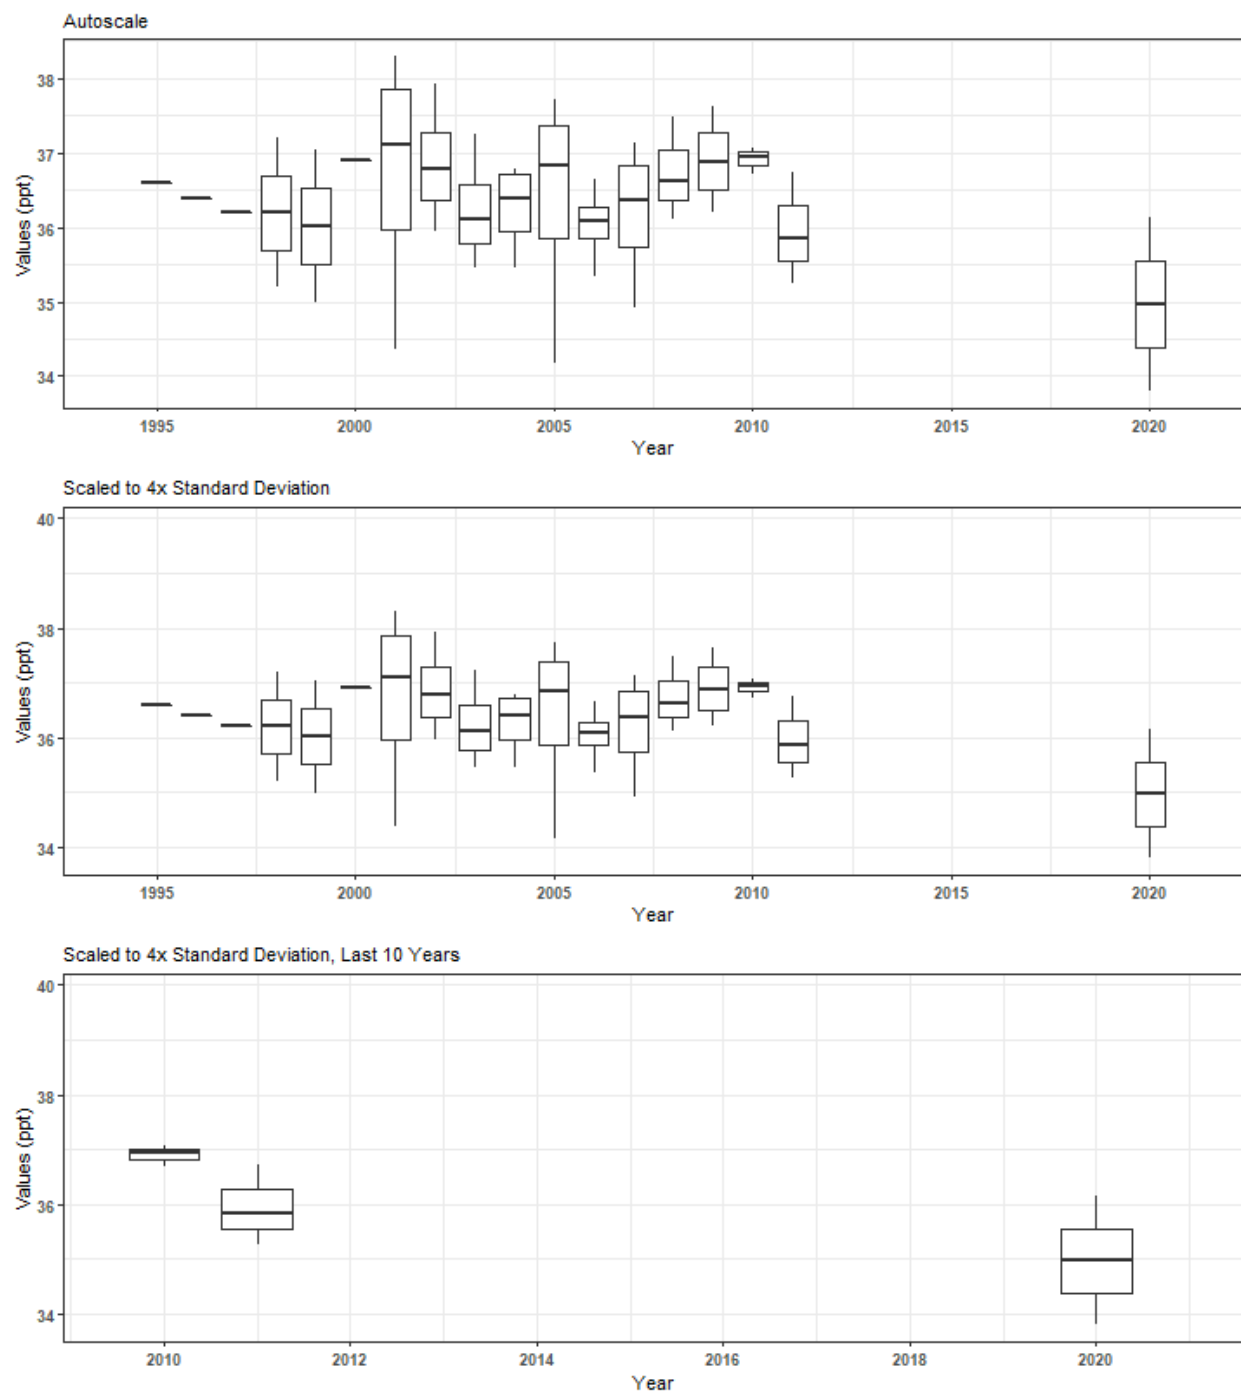 Autoscale
Values (ppt)
38
37
36
35
34
1995 2000 2005 2010 2015 2020
Year
Scaled to 4x Standard Deviation
Values (ppt)
40
38
36
34
1995 2000 2005 2010 2015 2020
Year
Scaled to 4x Standard Deviation, Last 10 Years
Values (ppt)
40
38
36
34
2010 2012 2014 2016 2018 2020
Year